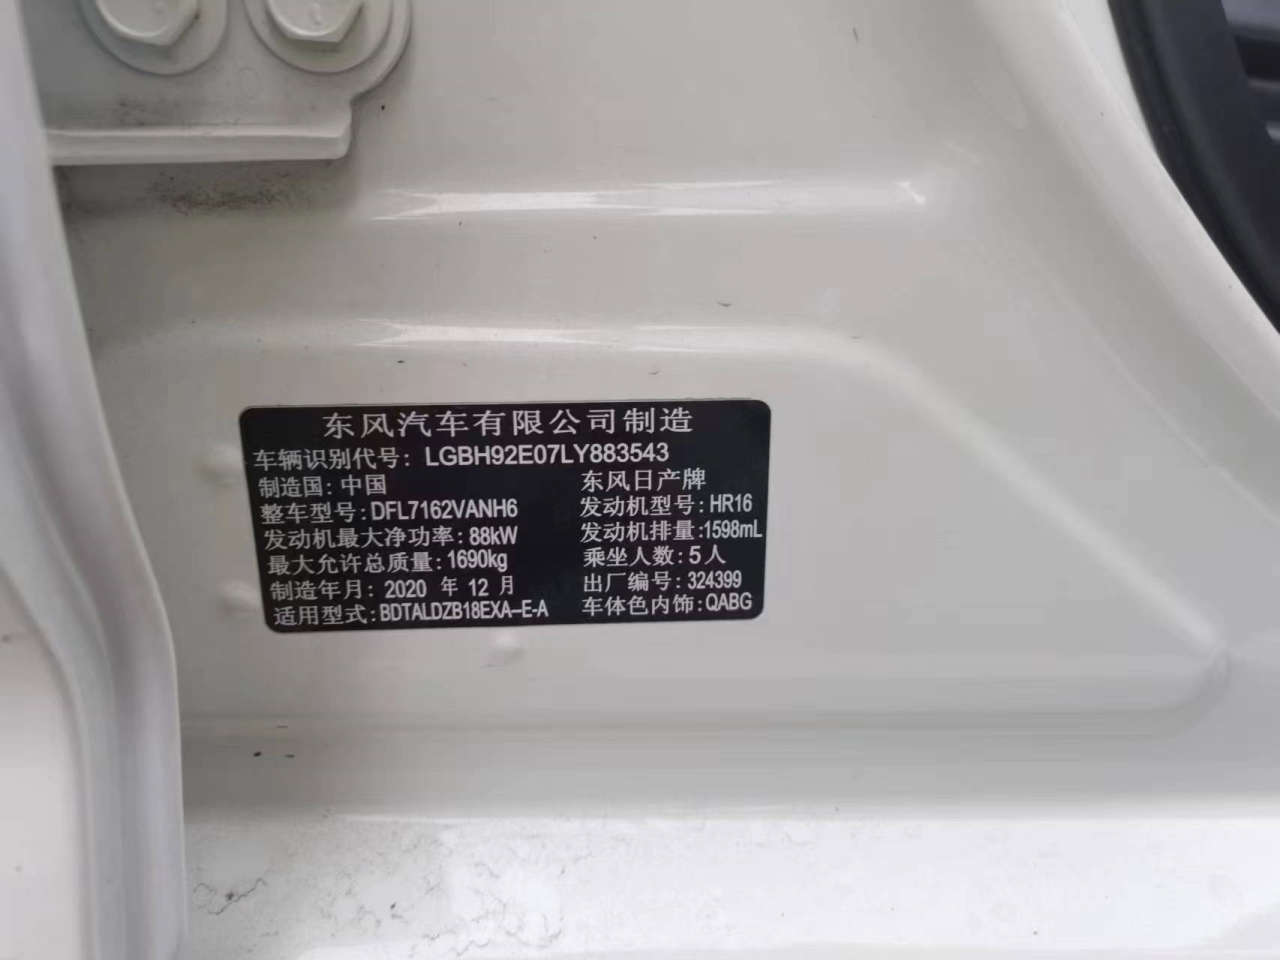 东风汽车有限公司制造
车辆识别代号: LGBH92E07LY883543
制造国: 中国 东风日产牌
整车型号: DFL7162VANH6 发动机型号: HR16
发动机最大净功率: 88kW 发动机排量:1598mL
最大允许总质量: 1690kg 乘坐人数: 5人
制造年月: 2020 年 12 月 出厂编号: 324399
适用型式: BDTALDZB18EXA-E-A 车体色内饰: QABG